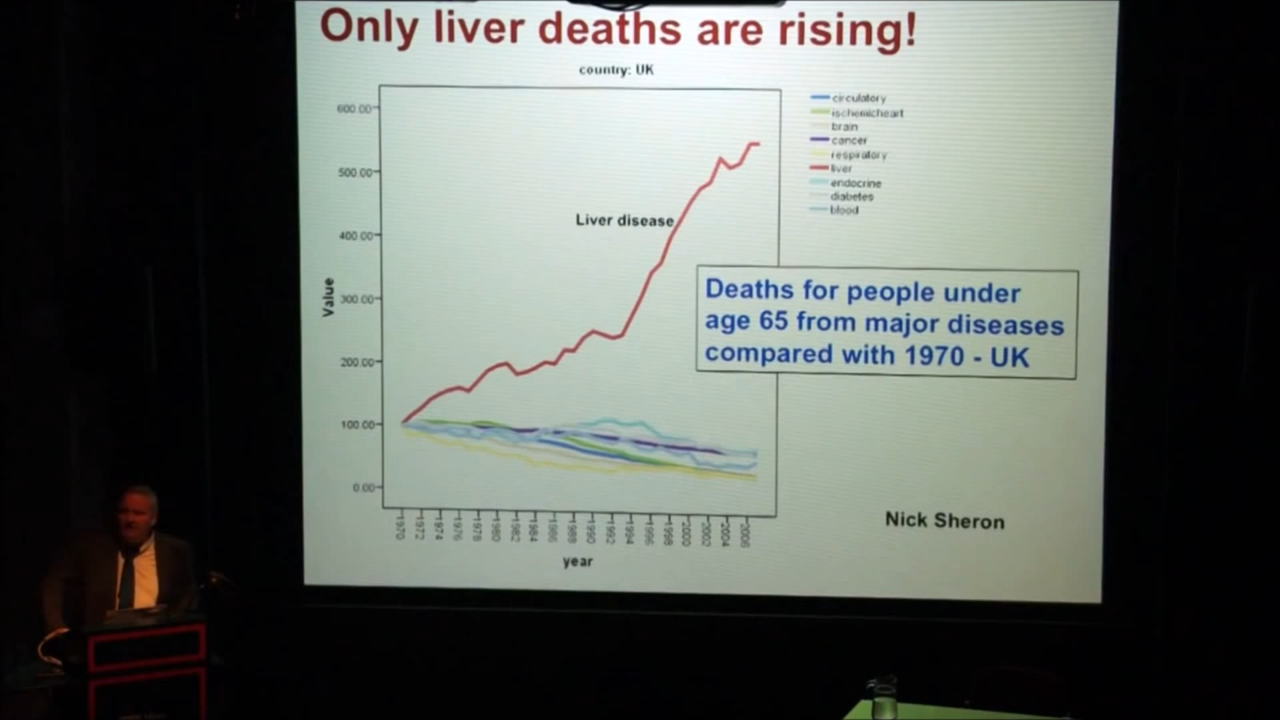 Only liver deaths are rising!
country: UK
circulatory
ischemicheart
brain
cancer
respiratory
liver
endocrine
diabetes
blood
600.00
500.00
400.00
300.00
200.00
100.00
0.00
Value
Liver disease
Deaths for people under
age 65 from major diseases
compared with 1970 - UK
1970
1972
1974
1976
1978
1980
1982
1984
1986
1988
1990
1992
1994
1996
1998
2000
2002
2004
2006
year
Nick Sheron